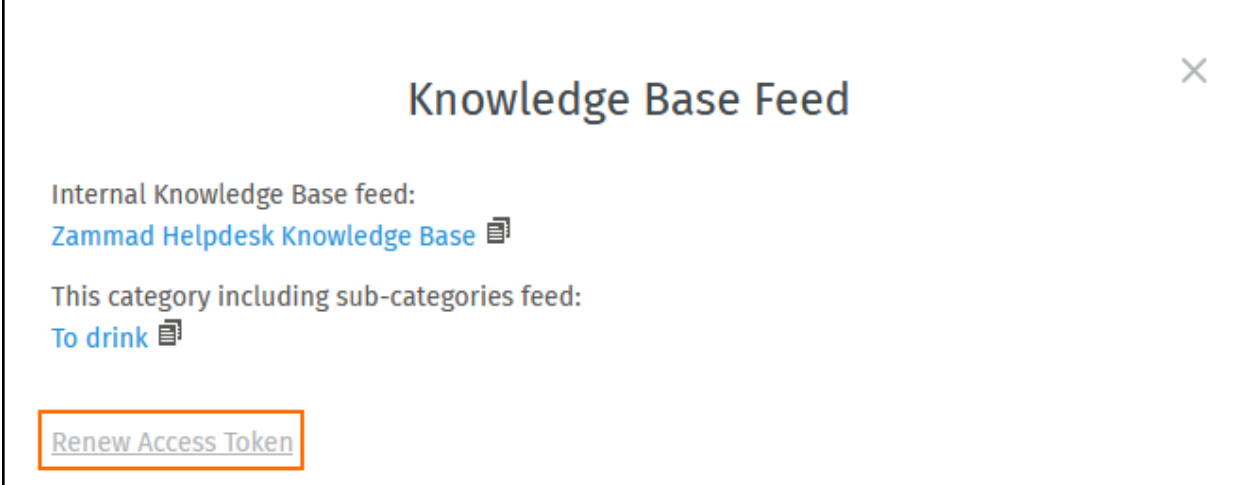 Knowledge Base Feed
Internal Knowledge Base feed:
Zammad Helpdesk Knowledge Base
This category including sub-categories feed:
To drink
Renew Access Token